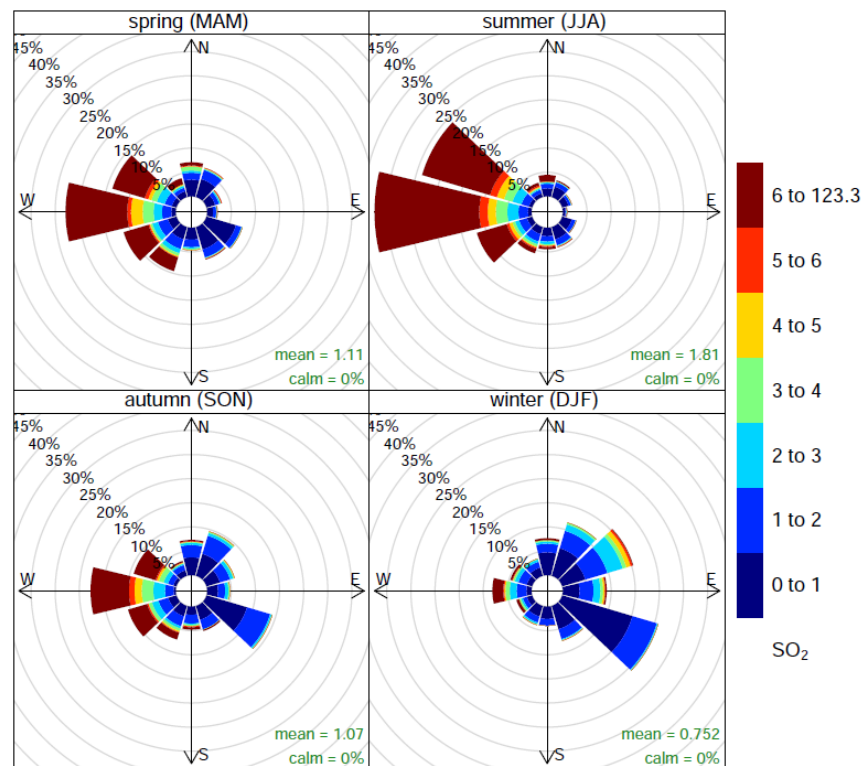 spring (MAM)
N
45%
40%
35%
30%
25%
20%
15%
10%
5%
W
E
S
mean = 1.11
calm = 0%
summer (JJA)
N
45%
40%
35%
30%
25%
20%
15%
10%
5%
W
E
S
mean = 1.81
calm = 0%
autumn (SON)
N
45%
40%
35%
30%
25%
20%
15%
10%
5%
W
E
S
mean = 1.07
calm = 0%
winter (DJF)
N
45%
40%
35%
30%
25%
20%
15%
10%
5%
W
E
S
mean = 0.752
calm = 0%
6 to 123.3
5 to 6
4 to 5
3 to 4
2 to 3
1 to 2
0 to 1
SO₂